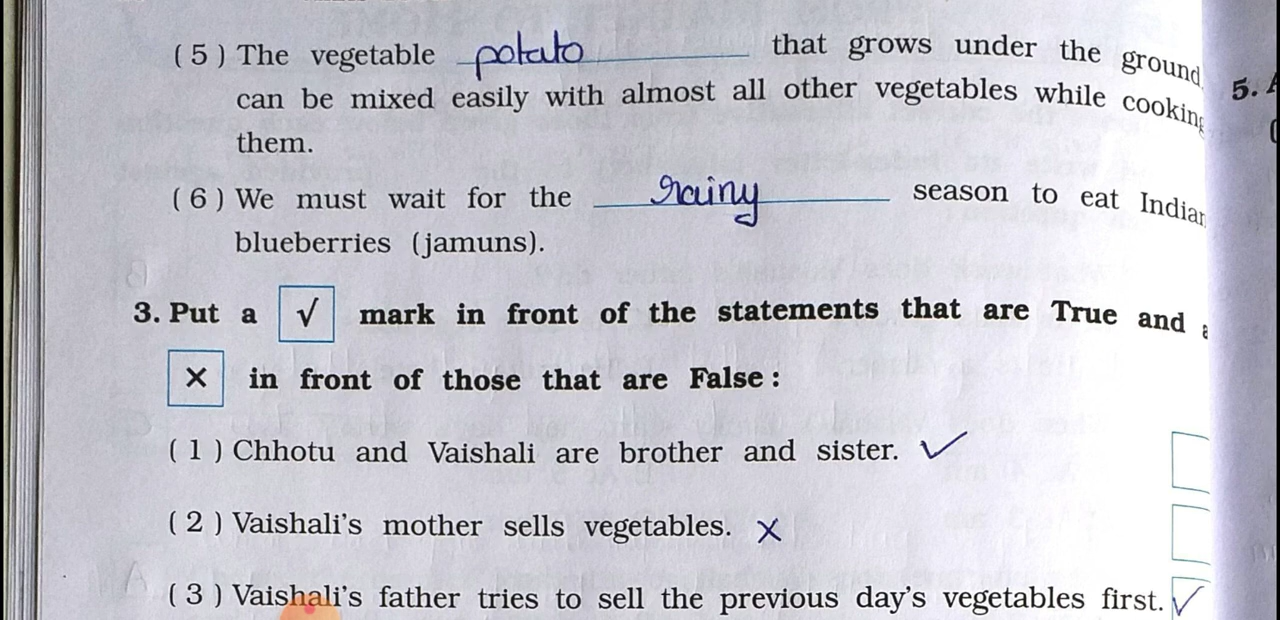 (5) The vegetable potato that grows under the ground
can be mixed easily with almost all other vegetables while cooking
them.
(6) We must wait for the rainy season to eat Indian
blueberries (jamuns).
3. Put a √ mark in front of the statements that are True and a
× in front of those that are False :
(1) Chhotu and Vaishali are brother and sister. ✓
(2) Vaishali's mother sells vegetables. ×
(3) Vaishali's father tries to sell the previous day's vegetables first. ✓
5.